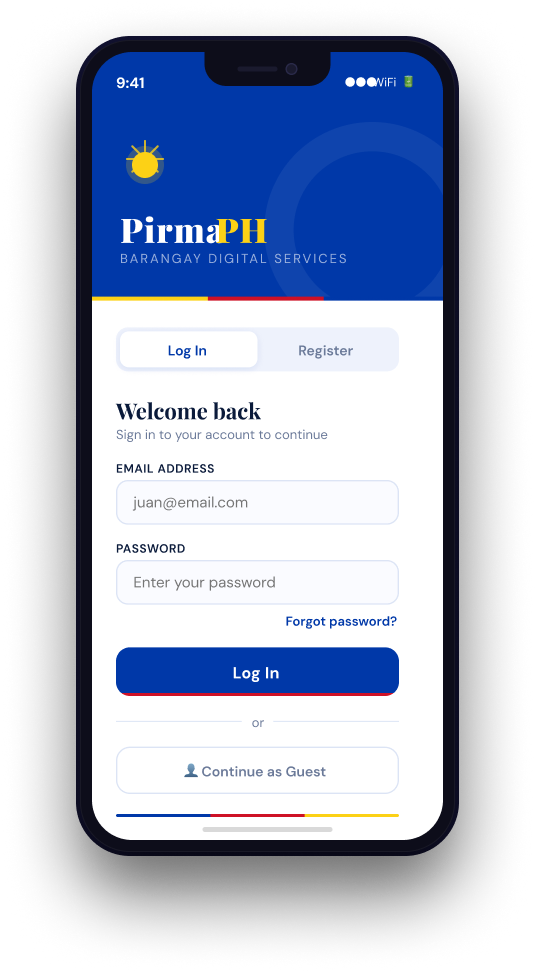 9:41
WiFi
PirmaPH
BARANGAY DIGITAL SERVICES
Log In
Register
Welcome back
Sign in to your account to continue
EMAIL ADDRESS
juan@email.com
PASSWORD
Enter your password
Forgot password?
Log In
or
Continue as Guest